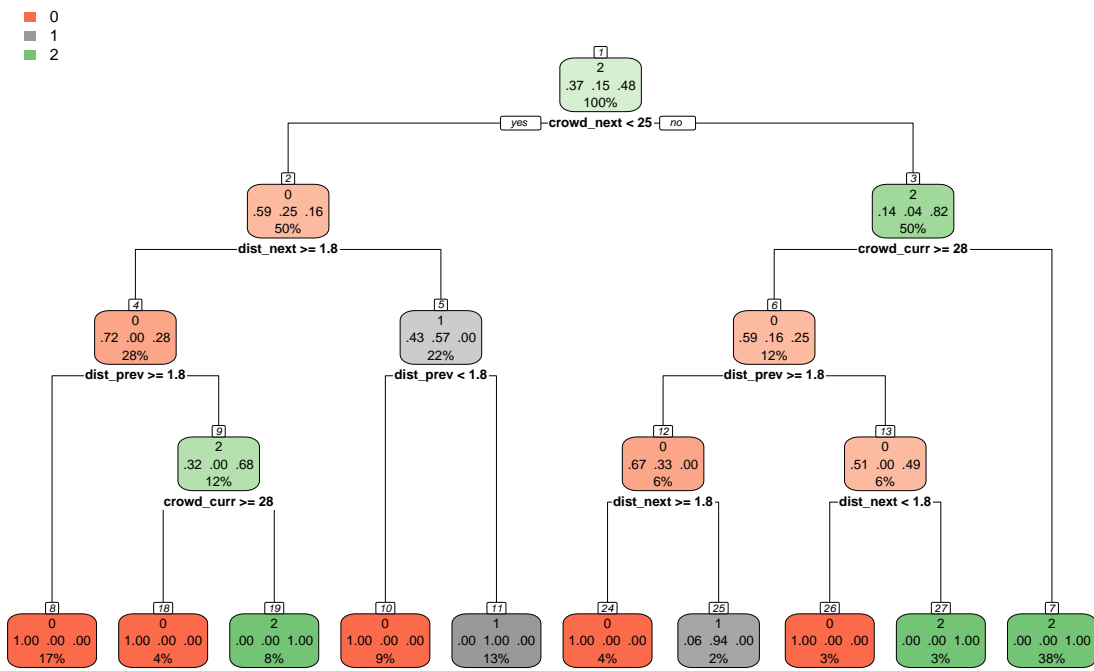 0
1
2
1
2
.37 .15 .48
100%
yes crowd_next < 25 no
2
0
.59 .25 .16
50%
dist_next >= 1.8
3
2
.14 .04 .82
50%
crowd_curr >= 28
4
0
.72 .00 .28
28%
dist_prev >= 1.8
5
1
.43 .57 .00
22%
dist_prev < 1.8
6
0
.59 .16 .25
12%
dist_prev >= 1.8
9
2
.32 .00 .68
12%
crowd_curr >= 28
12
0
.67 .33 .00
6%
dist_next >= 1.8
13
0
.51 .00 .49
6%
dist_next < 1.8
8
0
1.00 .00 .00
17%
18
0
1.00 .00 .00
4%
19
2
.00 .00 1.00
8%
10
0
1.00 .00 .00
9%
11
1
.00 1.00 .00
13%
24
0
1.00 .00 .00
4%
25
1
.06 .94 .00
2%
26
0
1.00 .00 .00
3%
27
2
.00 .00 1.00
3%
7
2
.00 .00 1.00
38%